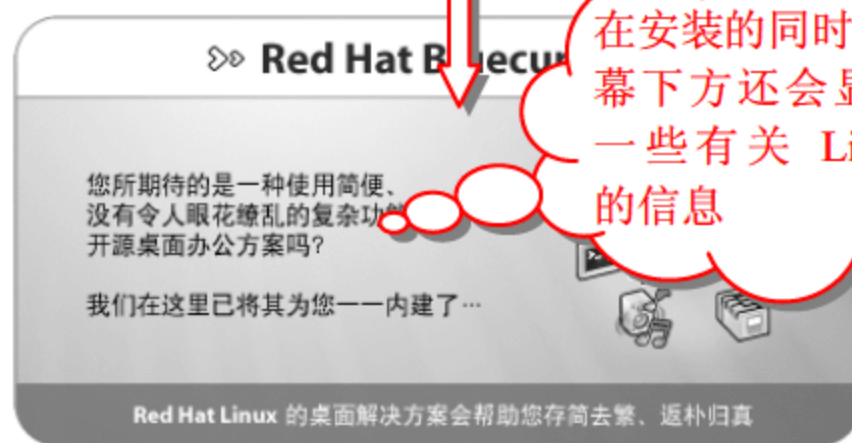 Red Hat
在安装的同时
幕下方还会
一些有关
的信息
您所期待的是一种使用简便、
没有令人眼花缭乱的复杂功
开源桌面办公方案吗？
我们在这里已将其为您一一内建了…
Red Hat Linux 的桌面解决方案会帮助您存简去繁、返朴归真